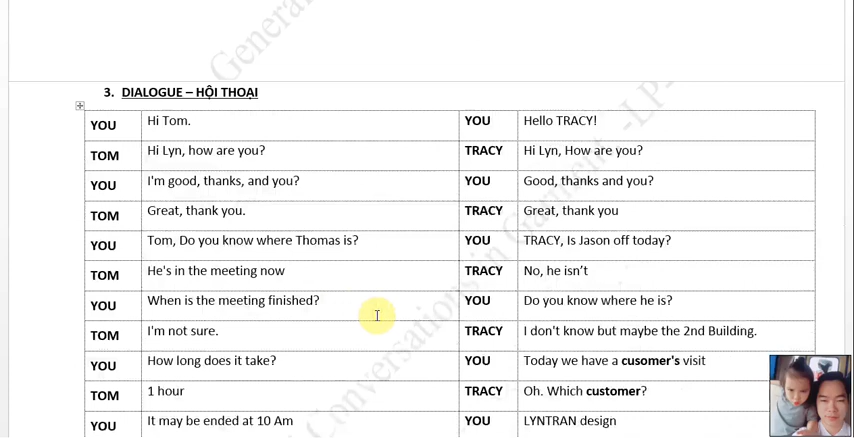 General
3. DIALOGUE – HỘI THOẠI
YOU Hi Tom. YOU Hello TRACY!
TOM Hi Lyn, how are you? TRACY Hi Lyn, How are you?
YOU I'm good, thanks, and you? YOU Good, thanks and you?
TOM Great, thank you. TRACY Great, thank you
YOU Tom, Do you know where Thomas is? YOU TRACY, Is Jason off today?
TOM He's in the meeting now TRACY No, he isn’t
YOU When is the meeting finished? YOU Do you know where he is?
TOM I'm not sure. TRACY I don't know but maybe the 2nd Building.
YOU How long does it take? YOU Today we have a cusomer's visit
TOM 1 hour TRACY Oh. Which customer?
YOU It may be ended at 10 Am YOU LYNTRAN design
Conversations in Garment -LP-